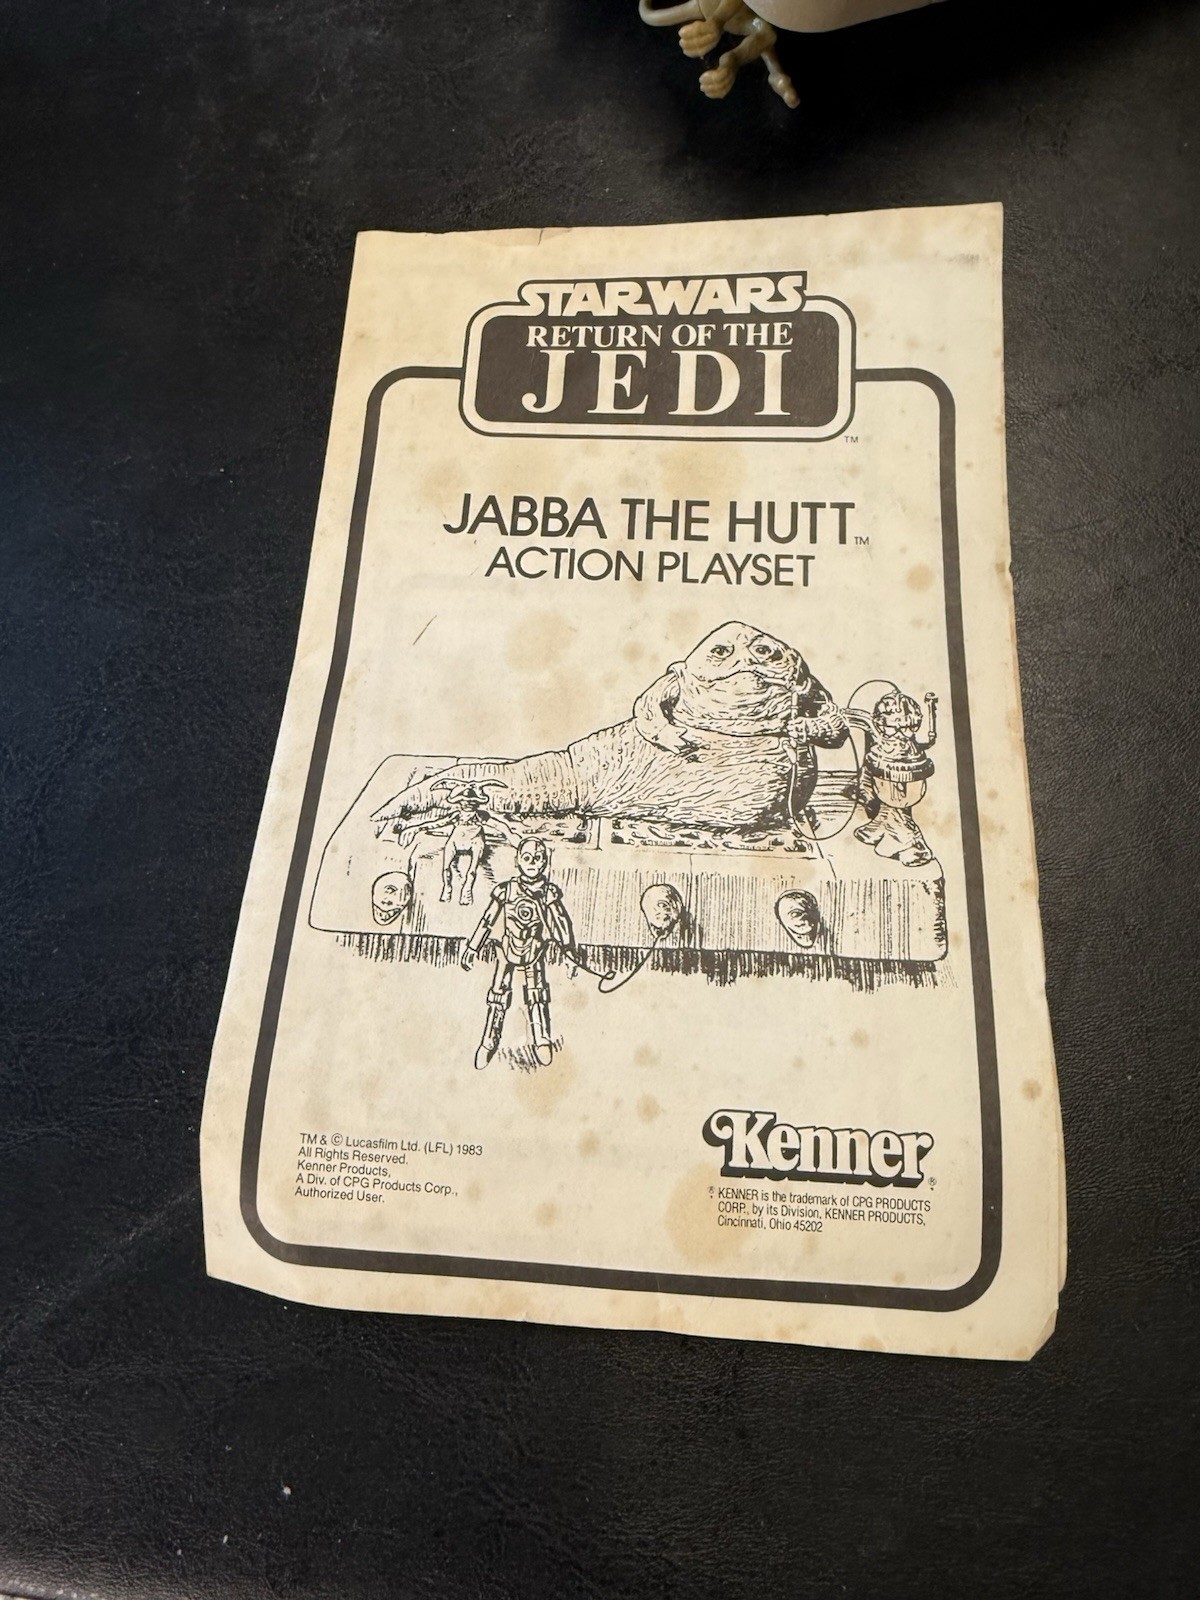 STAR WARS
RETURN OF THE
JEDI
TM
JABBA THE HUTT TM
ACTION PLAYSET
TM & © Lucasfilm Ltd. (LFL) 1983
All Rights Reserved.
Kenner Products,
A Div. of CPG Products Corp.,
Authorized User.
Kenner®
® KENNER is the trademark of CPG PRODUCTS
CORP., by its Division, KENNER PRODUCTS,
Cincinnati, Ohio 45202